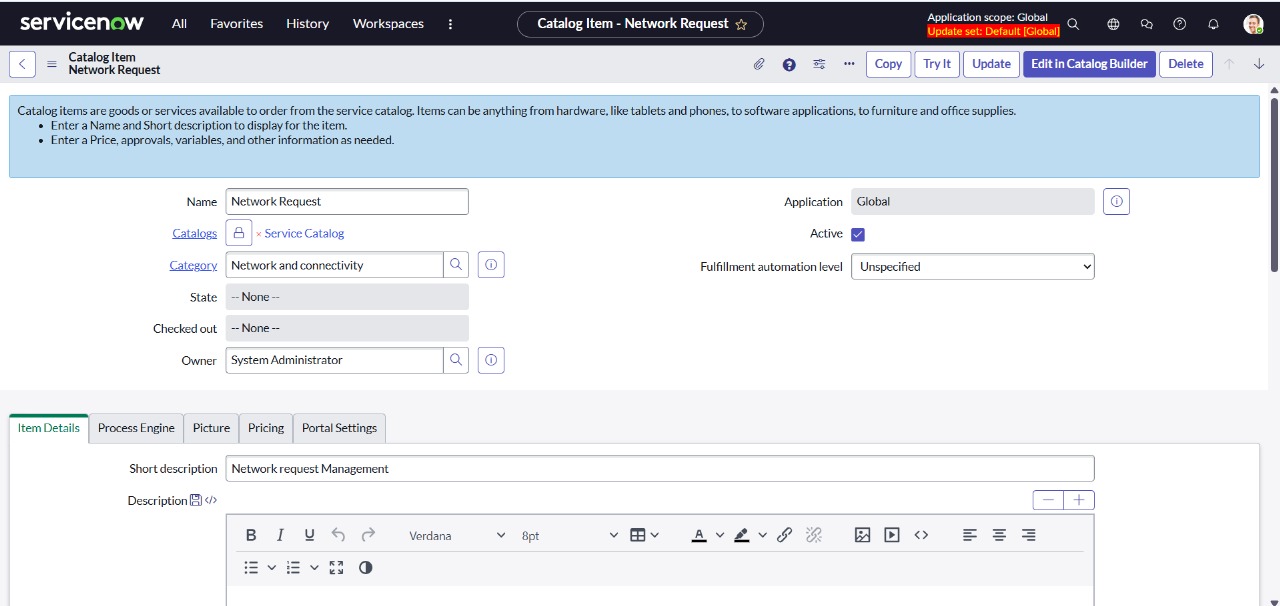 servicenow All Favorites History Workspaces Catalog Item - Network Request Application scope: Global
Update set: Default [Global]
Catalog Item
Network Request
Copy Try It Update Edit in Catalog Builder Delete
Catalog items are goods or services available to order from the service catalog. Items can be anything from hardware, like tablets and phones, to software applications, to furniture and office supplies.
• Enter a Name and Short description to display for the item.
• Enter a Price, approvals, variables, and other information as needed.
Name Network Request Application Global
Catalogs × Service Catalog Active
Category Network and connectivity Fulfillment automation level Unspecified
State -- None --
Checked out -- None --
Owner System Administrator
Item Details Process Engine Picture Pricing Portal Settings
Short description Network request Management
Description
B I U Verdana 8pt A